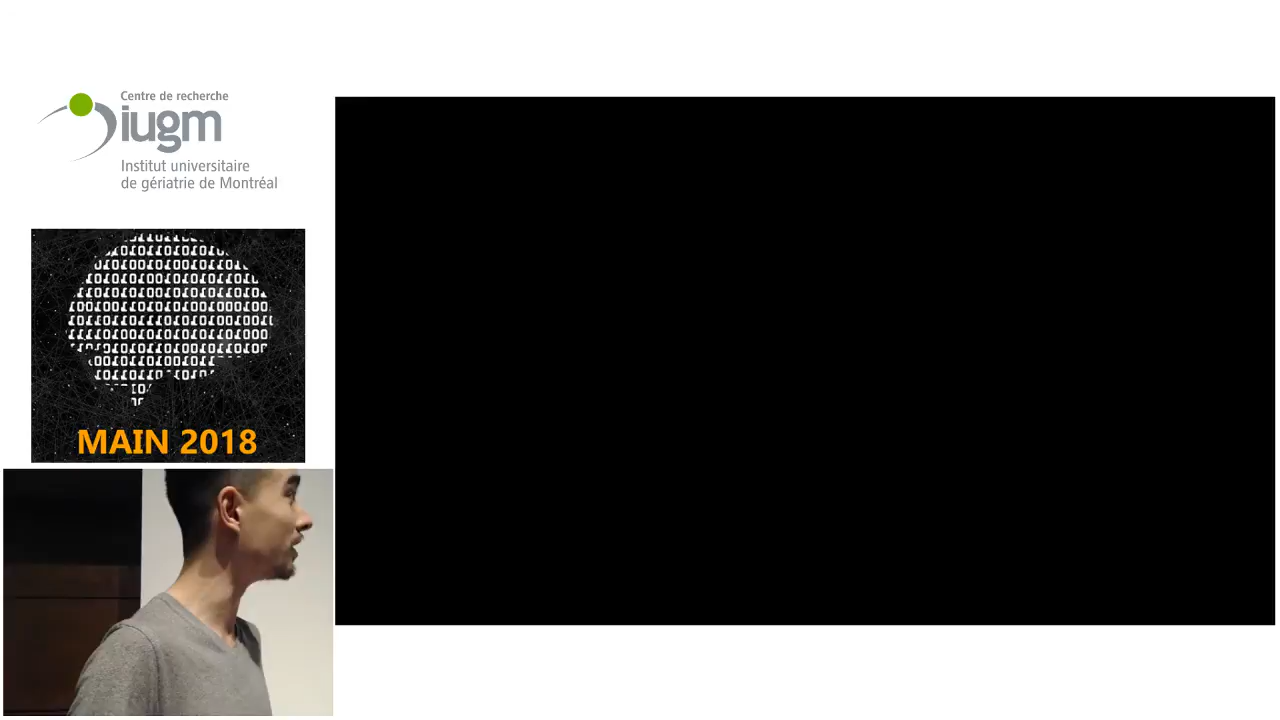 Centre de recherche
iugm
Institut universitaire
de gériatrie de Montréal
MAIN 2018